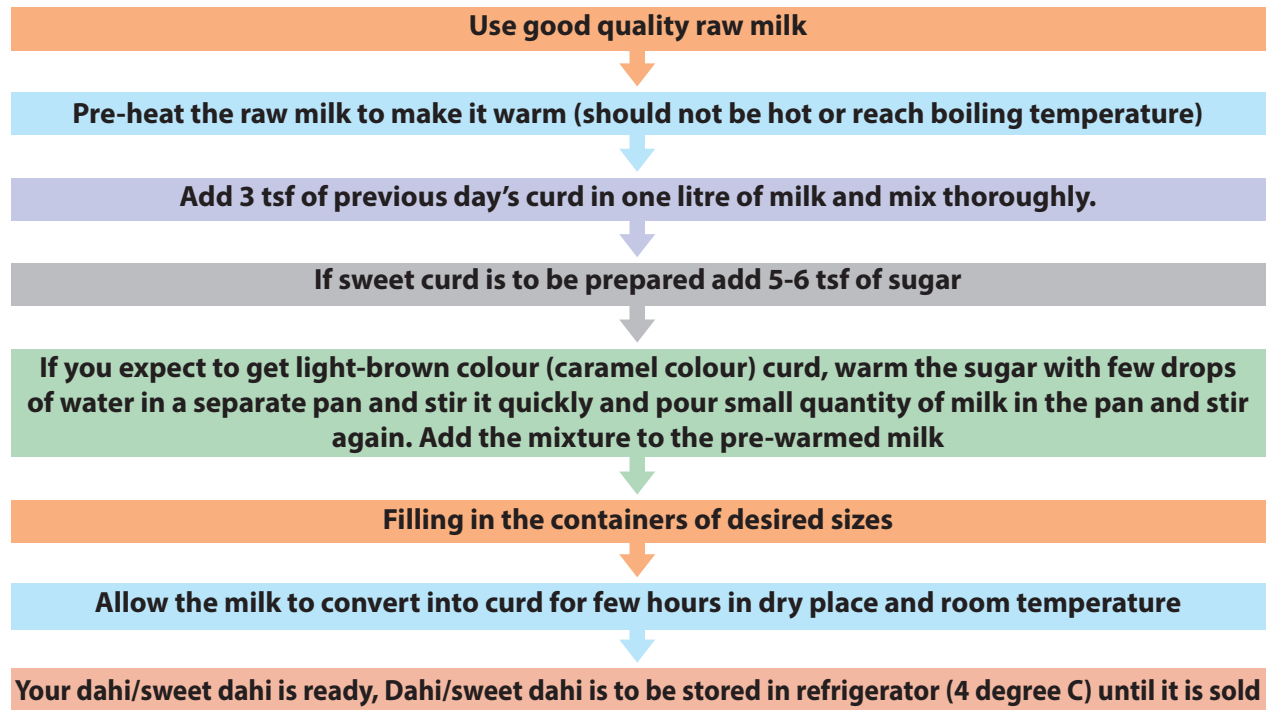 Use good quality raw milk
Pre-heat the raw milk to make it warm (should not be hot or reach boiling temperature)
Add 3 tsf of previous day's curd in one litre of milk and mix thoroughly.
If sweet curd is to be prepared add 5-6 tsf of sugar
If you expect to get light-brown colour (caramel colour) curd, warm the sugar with few drops
of water in a separate pan and stir it quickly and pour small quantity of milk in the pan and stir
again. Add the mixture to the pre-warmed milk
Filling in the containers of desired sizes
Allow the milk to convert into curd for few hours in dry place and room temperature
Your dahi/sweet dahi is ready, Dahi/sweet dahi is to be stored in refrigerator (4 degree C) until it is sold